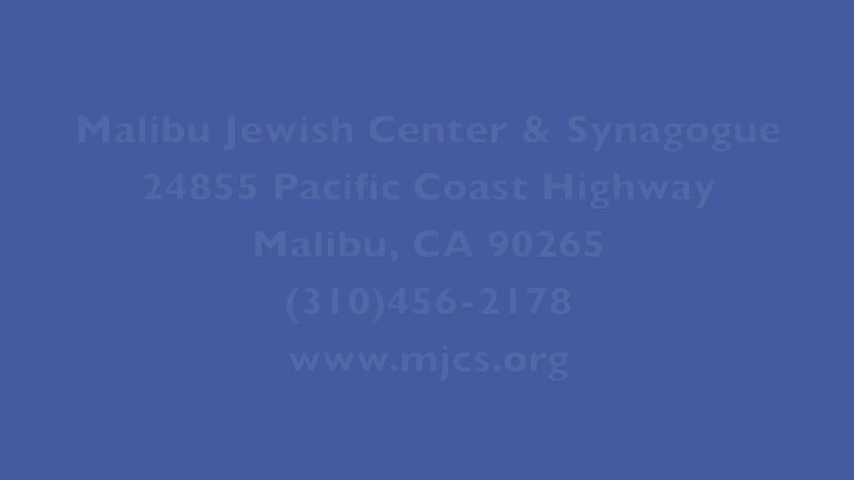 Malibu Jewish Center & Synagogue
24855 Pacific Coast Highway
Malibu, CA 90265
(310)456-2178
www.mjcs.org